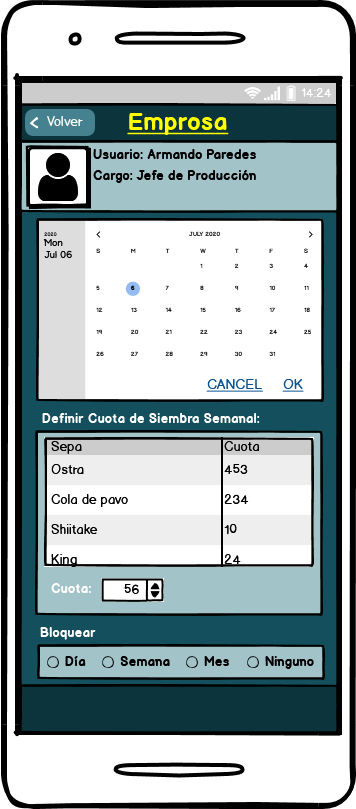 14:24
Volver
Emprosa
Usuario: Armando Paredes
Cargo: Jefe de Producción
2020
Mon
Jul 06
JULY 2020
S M T W T F S
1 2 3 4
5 6 7 8 9 10 11
12 13 14 15 16 17 18
19 20 21 22 23 24 25
26 27 28 29 30 31
CANCEL OK
Definir Cuota de Siembra Semanal:
Sepa Cuota
Ostra 453
Cola de pavo 234
Shiitake 10
King 24
Cuota: 56
Bloquear
Día Semana Mes Ninguno